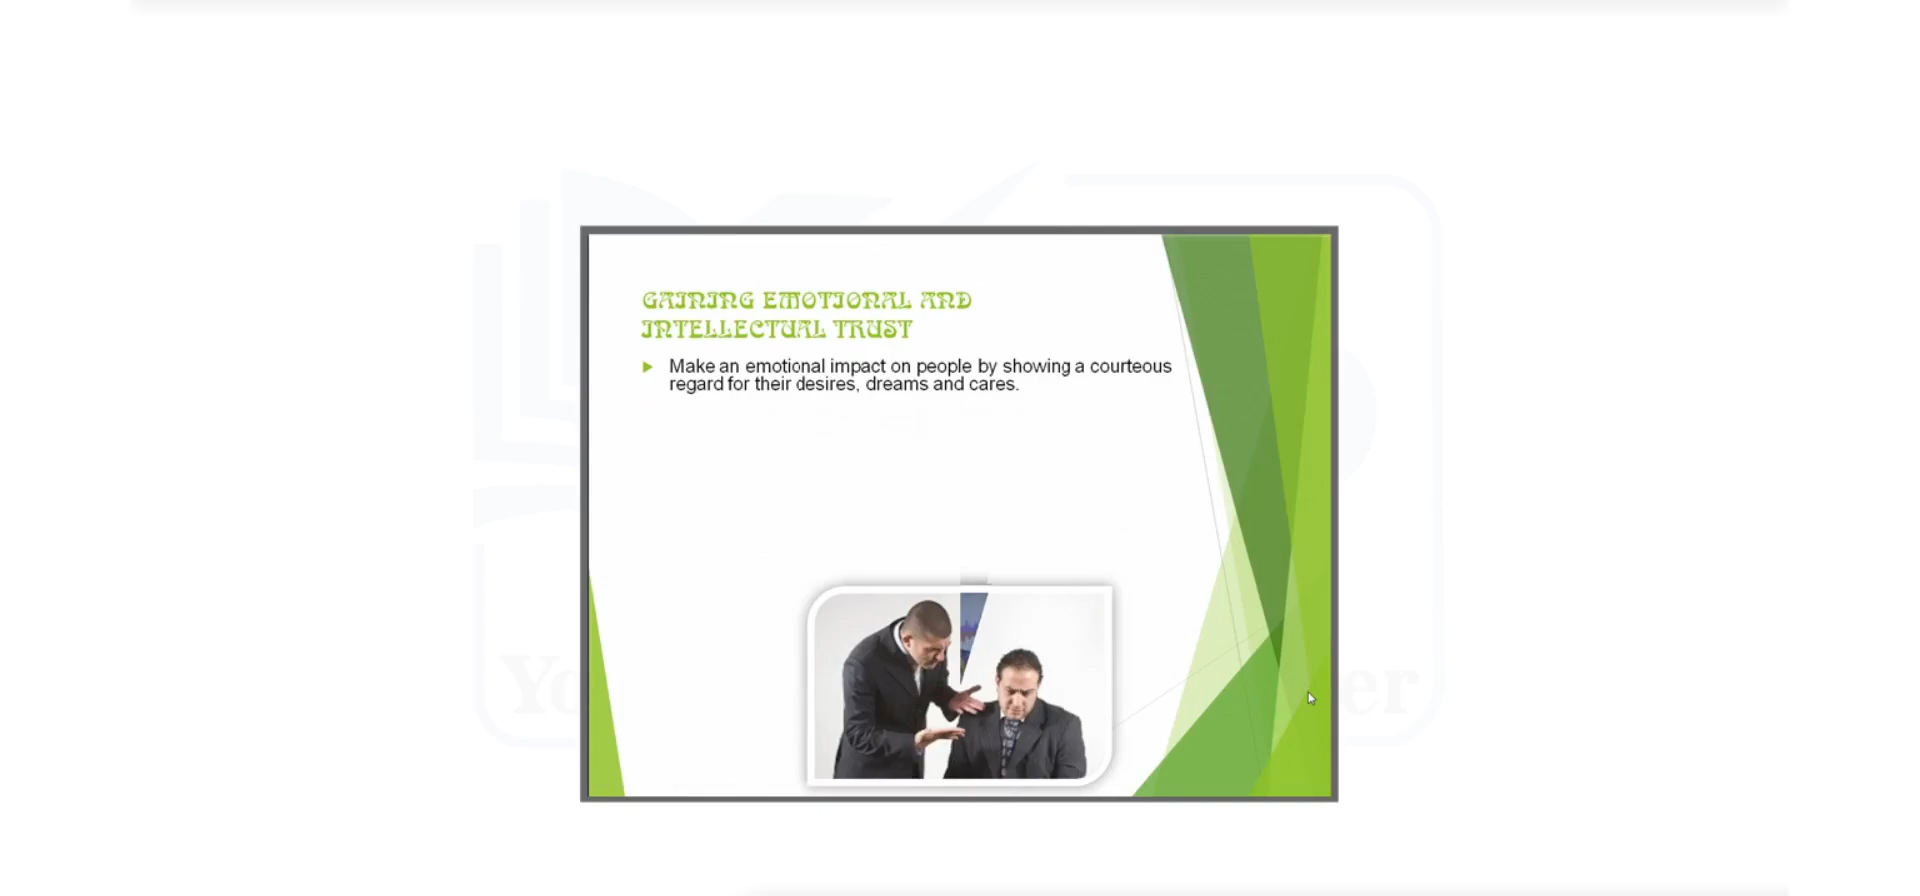 GAINING EMOTIONAL AND
INTELLECTUAL TRUST
Make an emotional impact on people by showing a courteous
regard for their desires, dreams and cares.